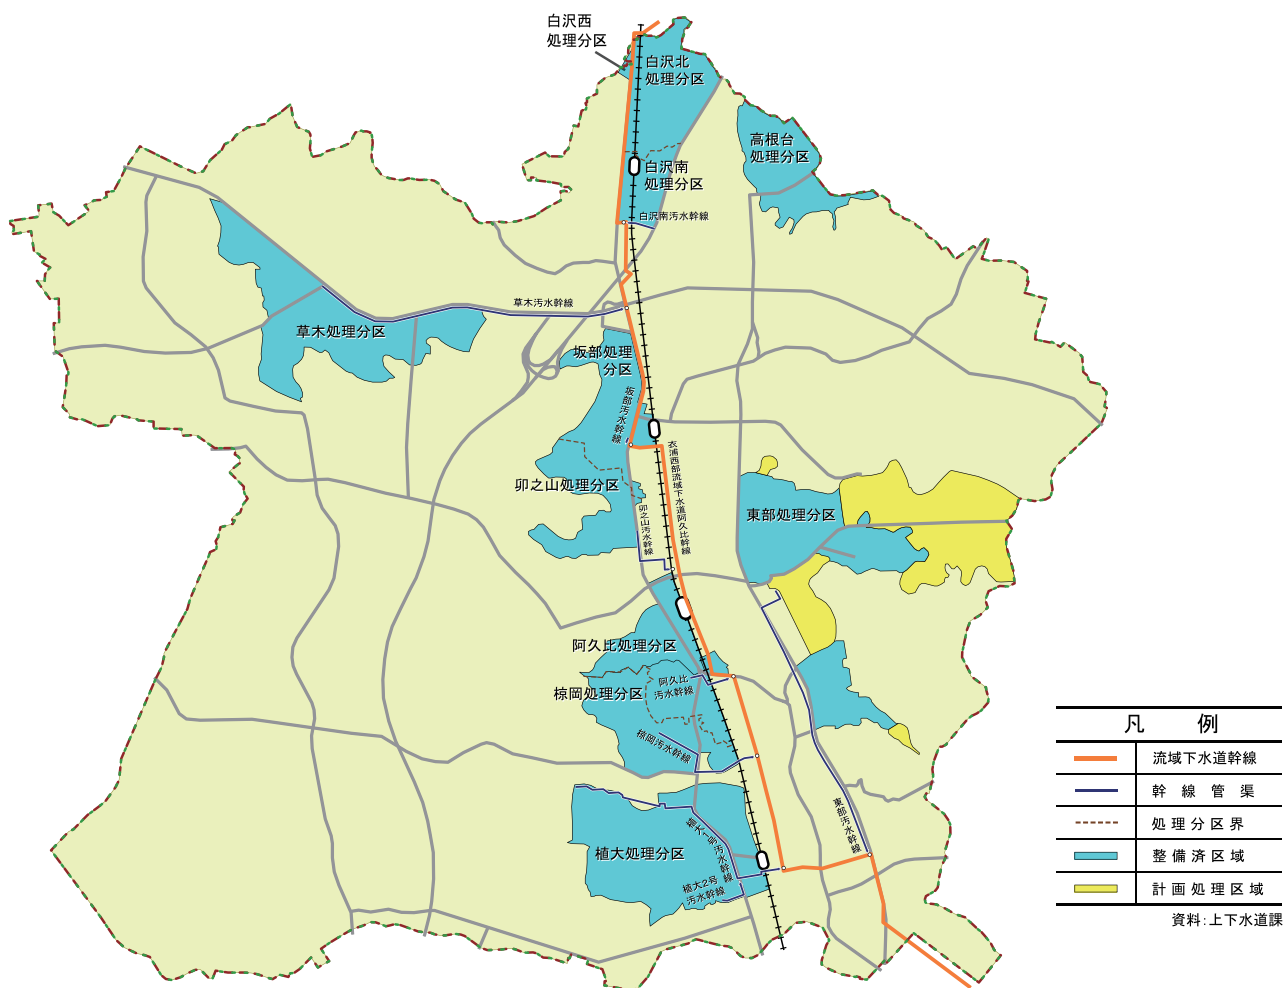 白沢西
処理分区
白沢北
処理分区
高根台
処理分区
白沢南
処理分区
白沢南汚水幹線
草木汚水幹線
草木処理分区
坂部処理
分区
坂部汚水幹線
衣浦西部流域下水道阿久比幹線
卯之山処理分区
卯之山汚水幹線
東部処理分区
阿久比処理分区
阿久比
汚水幹線
椋岡処理分区
椋岡汚水幹線
東部汚水幹線
植大1号汚水幹線
植大処理分区
植大2号
汚水幹線
凡 例
流域下水道幹線
幹線管渠
処理分区界
整備済区域
計画処理区域
資料:上下水道課